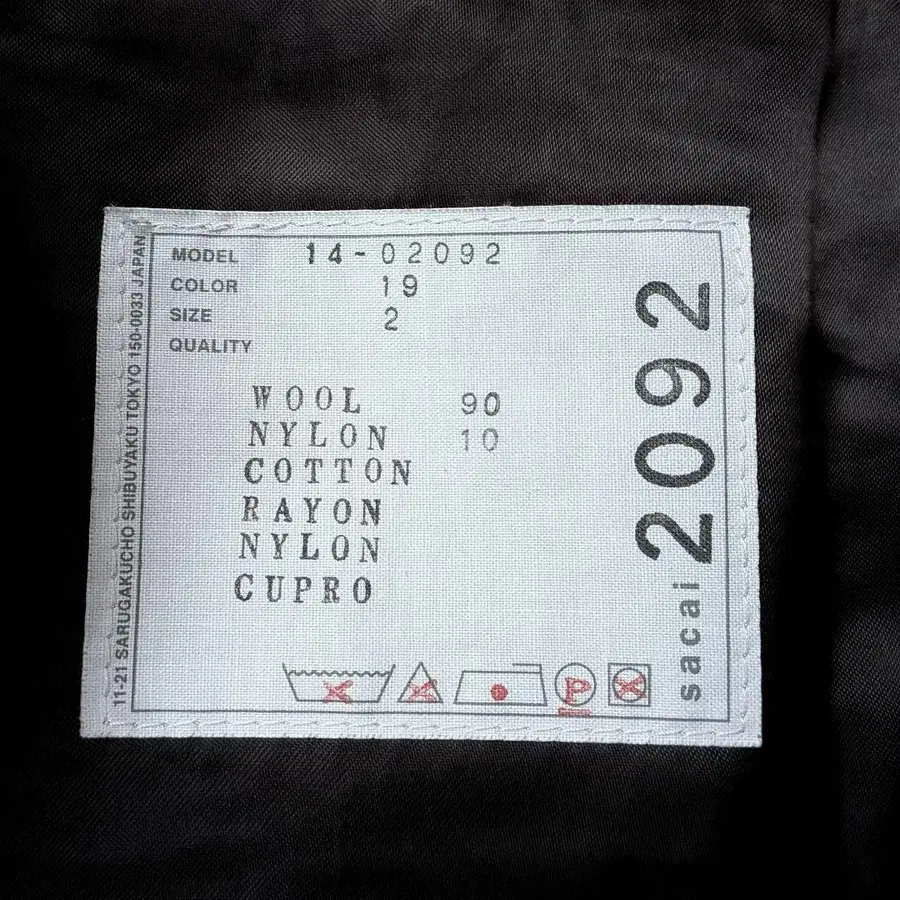 MODEL 14-02092
COLOR 19
SIZE 2
QUALITY
WOOL 90
NYLON 10
COTTON
RAYON
NYLON
CUPRO
P
sacai 2092
11-21 SARUGAKUCHO SHIBUYAKU TOKYO 150-0033 JAPAN